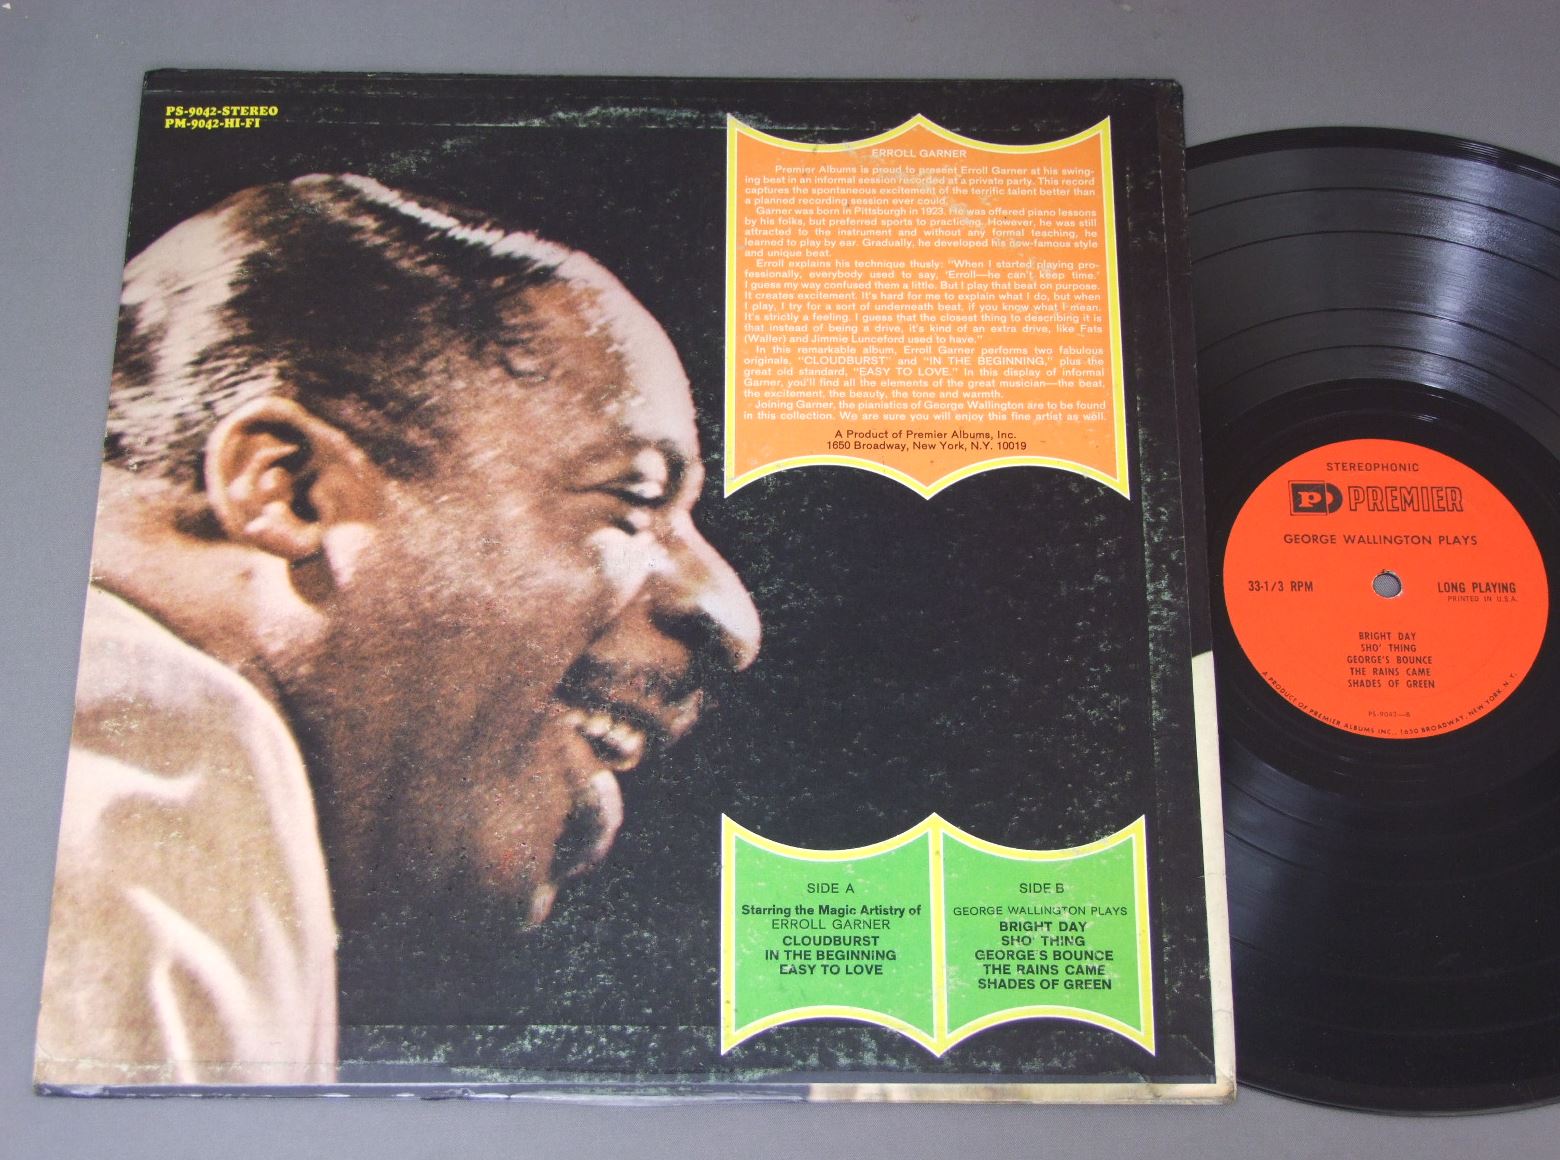 PS-9042-STEREO
PM-9042-HI-FI
ERROLL GARNER
Premier Albums is proud to present Erroll Garner at his swing-
ing beat in an informal session recorded at a private party. This record
captures the spontaneous excitement of the terrific talent better than
a planned recording session ever could.
Garner was born in Pittsburgh in 1923. He was offered piano lessons
by his folks, but preferred sports to practicing. However, he was still
attracted to the instrument and without any formal teaching, he
learned to play by ear. Gradually, he developed his now-famous style
and unique beat.
Erroll explains his technique thusly: "When I started playing pro-
fessionally, everybody used to say, 'Erroll—he can't keep time.'
I guess my way confused them a little. But I play that beat on purpose.
It creates excitement. It's hard for me to explain what I do, but when
I play, I try for a sort of underneath beat, if you know what I mean.
It's strictly a feeling. I guess that the closest thing to describing it is
that instead of being a drive, it's kind of an extra drive, like Fats
(Waller) and Jimmie Lunceford used to have."
In this remarkable album, Erroll Garner performs two fabulous
originals, "CLOUDBURST" and "IN THE BEGINNING," plus the
great old standard, "EASY TO LOVE." In this display of informal
Garner, you'll find all the elements of the great musician—the beat,
the excitement, the beauty, the tone and warmth.
Joining Garner, the pianistics of George Wallington are to be found
in this collection. We are sure you will enjoy this fine artist as well.
A Product of Premier Albums, Inc.
1650 Broadway, New York, N.Y. 10019
SIDE A
Starring the Magic Artistry of
ERROLL GARNER
CLOUDBURST
IN THE BEGINNING
EASY TO LOVE
SIDE B
GEORGE WALLINGTON PLAYS
BRIGHT DAY
SHO' THING
GEORGE'S BOUNCE
THE RAINS CAME
SHADES OF GREEN
STEREOPHONIC
P PREMIER
GEORGE WALLINGTON PLAYS
33-1/3 RPM
LONG PLAYING
PRINTED IN U.S.A.
BRIGHT DAY
SHO' THING
GEORGE'S BOUNCE
THE RAINS CAME
SHADES OF GREEN
PS-9042—B
A PRODUCT OF PREMIER ALBUMS INC., 1650 BROADWAY, NEW YORK N.Y.